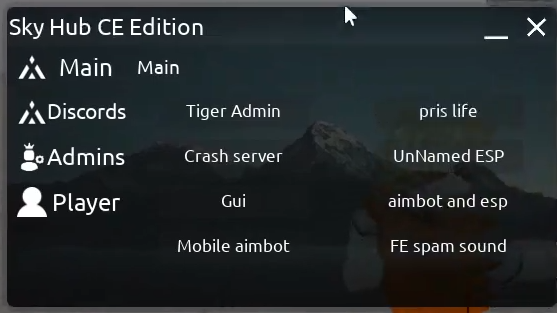 Sky Hub CE Edition
Main Main
Discords Tiger Admin pris life
Admins Crash server UnNamed ESP
Player Gui aimbot and esp
Mobile aimbot FE spam sound